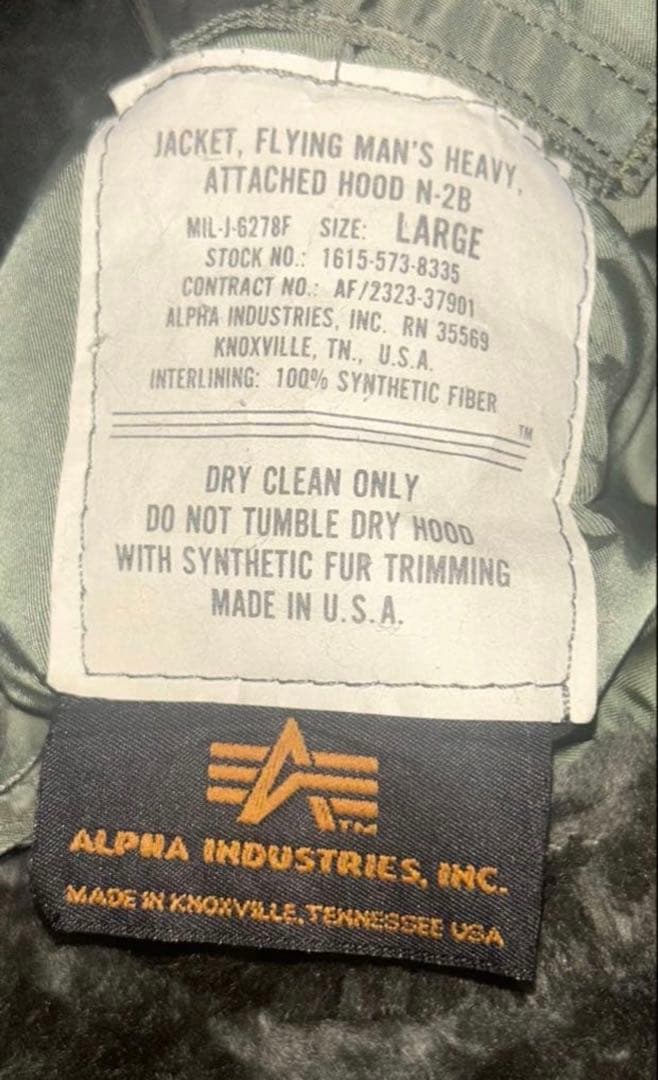 JACKET, FLYING MAN'S HEAVY,
ATTACHED HOOD N-2B
MIL-J-6278F SIZE: LARGE
STOCK NO.: 1615-573-8335
CONTRACT NO.: AF/2323-37901
ALPHA INDUSTRIES, INC. RN 35569
KNOXVILLE, TN., U.S.A.
INTERLINING: 100% SYNTHETIC FIBER
TM
DRY CLEAN ONLY
DO NOT TUMBLE DRY HOOD
WITH SYNTHETIC FUR TRIMMING
MADE IN U.S.A.
TM
ALPHA INDUSTRIES, INC.
MADE IN KNOXVILLE, TENNESSEE USA